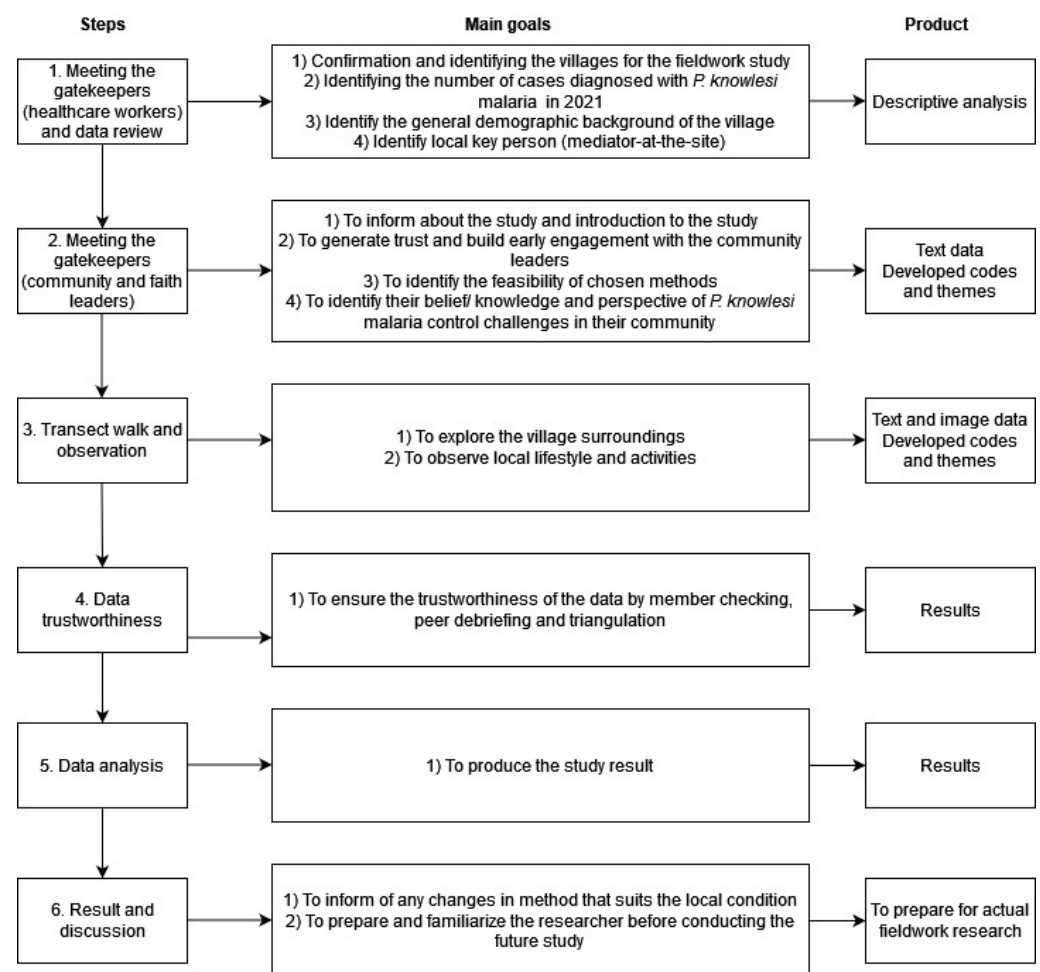 Steps
Main goals
Product
1. Meeting the
gatekeepers
(healthcare workers)
and data review
1) Confirmation and identifying the villages for the fieldwork study
2) Identifying the number of cases diagnosed with P. knowlesi
malaria in 2021
3) Identify the general demographic background of the village
4) Identify local key person (mediator-at-the-site)
Descriptive analysis
2. Meeting the
gatekeepers
(community and faith
leaders)
1) To inform about the study and introduction to the study
2) To generate trust and build early engagement with the community
leaders
3) To identify the feasibility of chosen methods
4) To identify their belief/ knowledge and perspective of P. knowlesi
malaria control challenges in their community
Text data
Developed codes
and themes
3. Transect walk and
observation
1) To explore the village surroundings
2) To observe local lifestyle and activities
Text and image data
Developed codes
and themes
4. Data
trustworthiness
1) To ensure the trustworthiness of the data by member checking,
peer debriefing and triangulation
Results
5. Data analysis
1) To produce the study result
Results
6. Result and
discussion
1) To inform of any changes in method that suits the local condition
2) To prepare and familiarize the researcher before conducting the
future study
To prepare for actual
fieldwork research